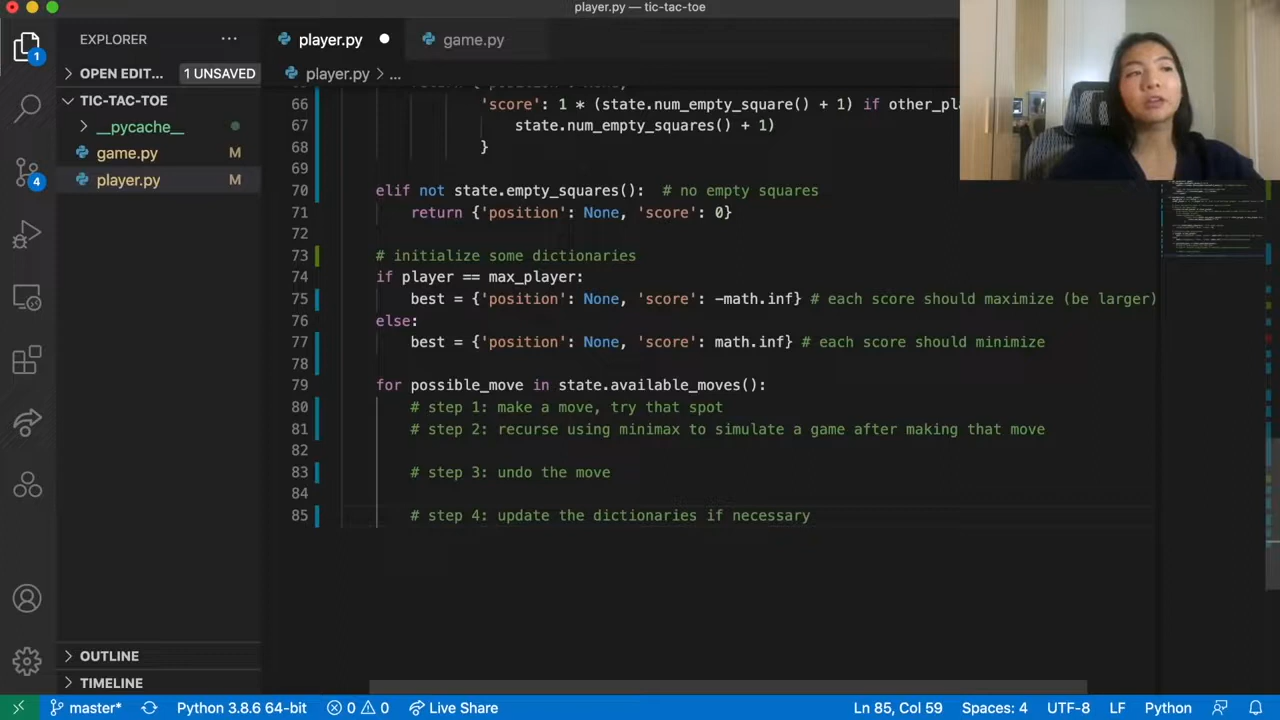 player.py — tic-tac-toe
EXPLORER
player.py
game.py
OPEN EDIT... 1 UNSAVED
player.py > ...
TIC-TAC-TOE
__pycache__
game.py M
player.py M
1
4
66 'score': 1 * (state.num_empty_square() + 1) if other_pla
67 state.num_empty_squares() + 1)
68 }
69
70 elif not state.empty_squares(): # no empty squares
71 return {'position': None, 'score': 0}
72
73 # initialize some dictionaries
74 if player == max_player:
75 best = {'position': None, 'score': -math.inf} # each score should maximize (be larger)
76 else:
77 best = {'position': None, 'score': math.inf} # each score should minimize
78
79 for possible_move in state.available_moves():
80 # step 1: make a move, try that spot
81 # step 2: recurse using minimax to simulate a game after making that move
82
83 # step 3: undo the move
84
85 # step 4: update the dictionaries if necessary
OUTLINE
TIMELINE
master* Python 3.8.6 64-bit 0 0 Live Share Ln 85, Col 59 Spaces: 4 UTF-8 LF Python